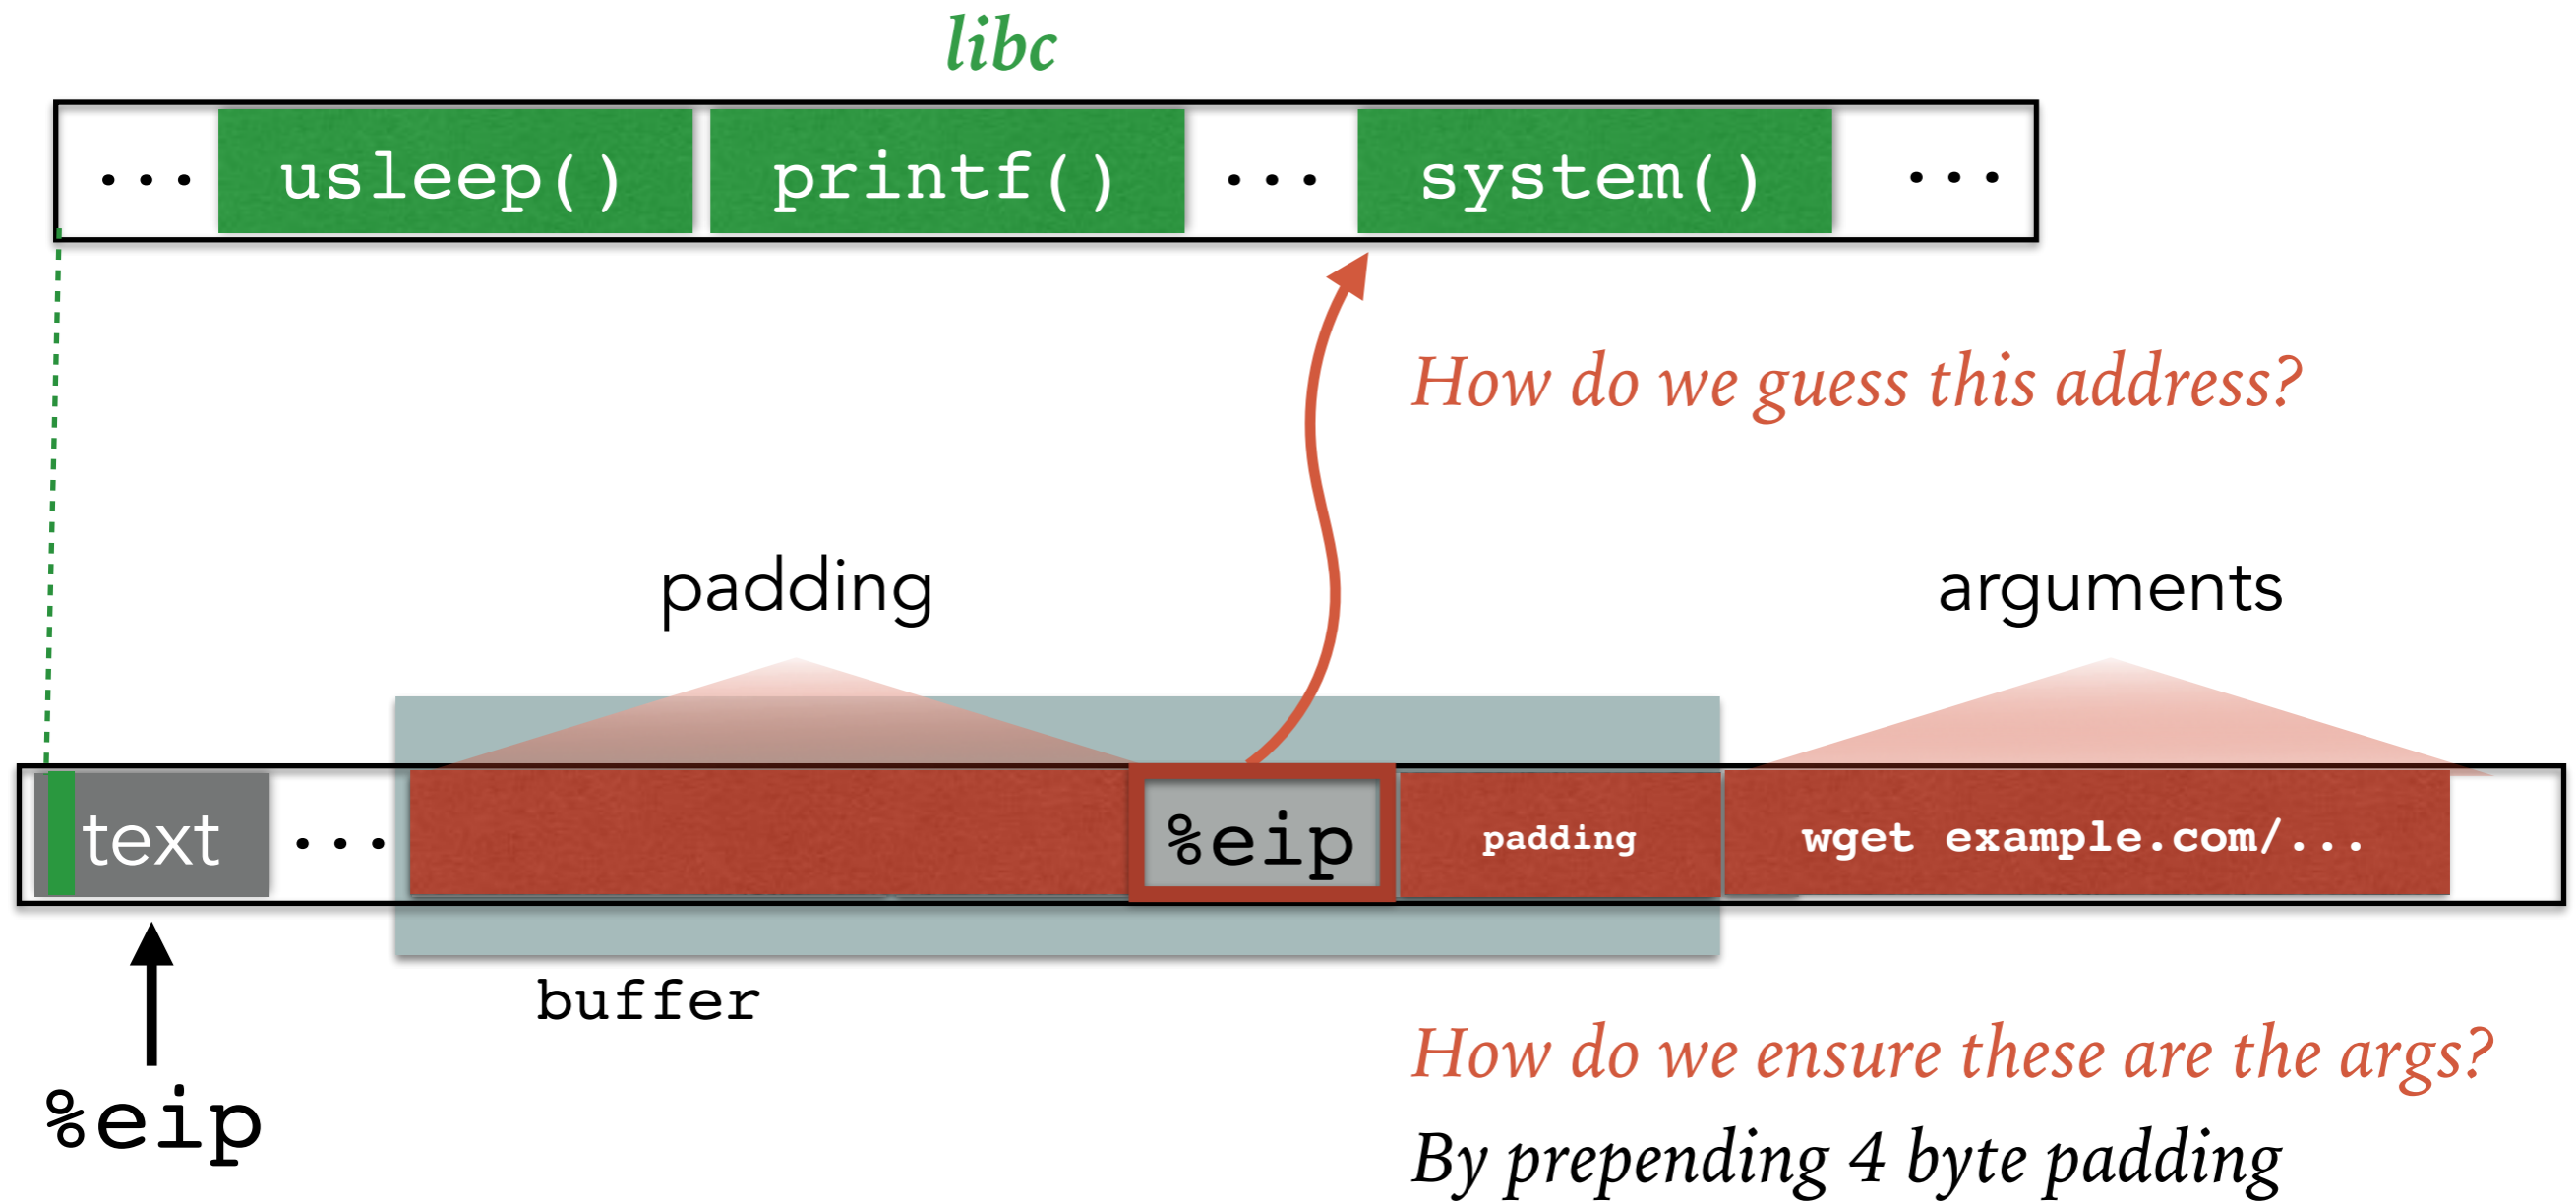 libc
... usleep() printf() ... system() ...
How do we guess this address?
padding arguments
text ... %eip padding wget example.com/...
buffer
%eip
How do we ensure these are the args?
By prepending 4 byte padding